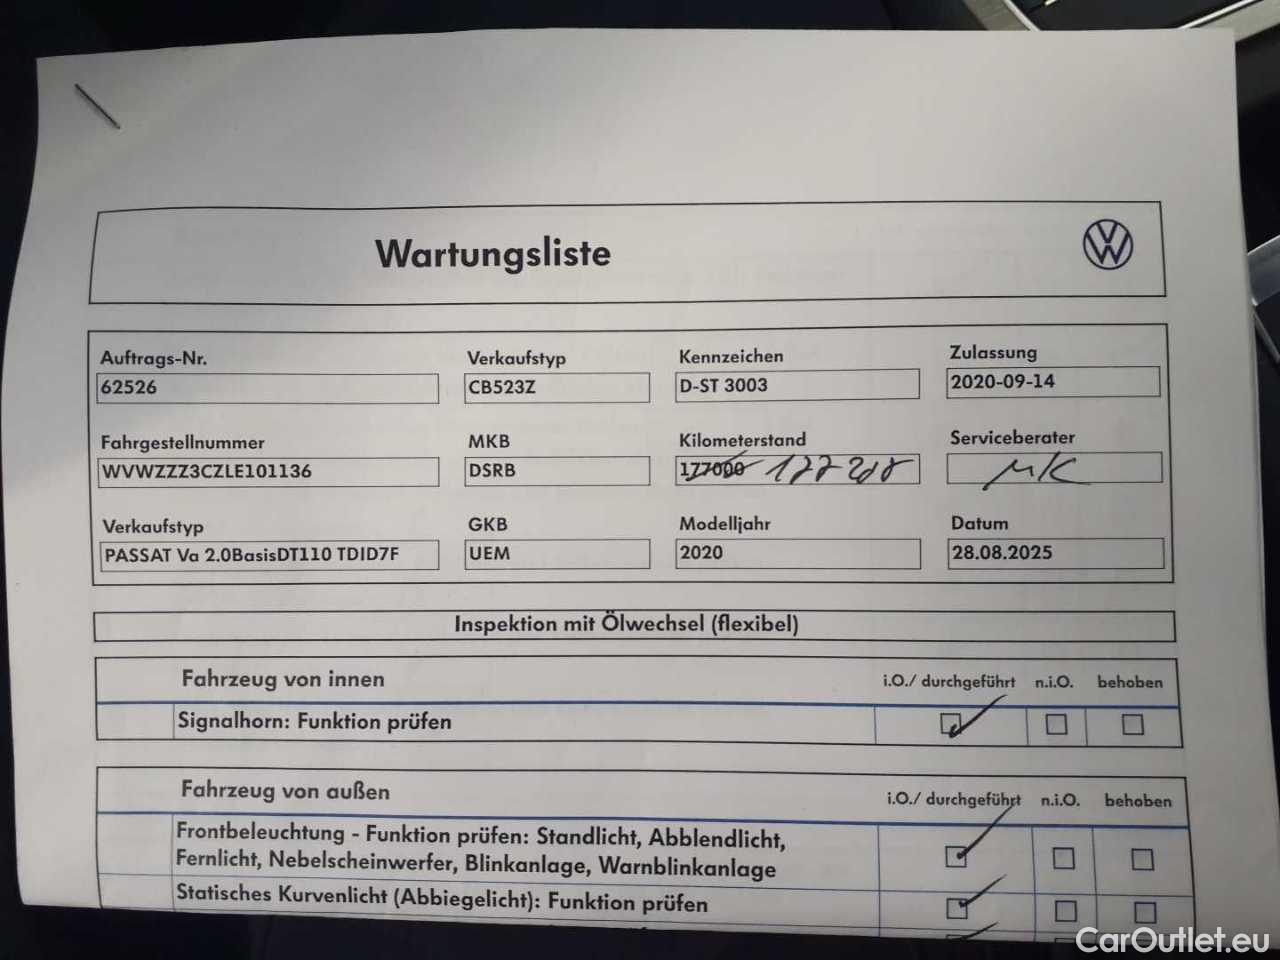 Wartungsliste
Auftrags-Nr. Verkaufstyp Kennzeichen Zulassung
62526 CB523Z D-ST 3003 2020-09-14
Fahrgestellnummer MKB Kilometerstand Serviceberater
WVWZZZ3CZLE101136 DSRB 177000
Verkaufstyp GKB Modelljahr Datum
PASSAT Va 2.0BasisDT110 TDID7F UEM 2020 28.08.2025
Inspektion mit Ölwechsel (flexibel)
Fahrzeug von innen i.O./ durchgeführt n.i.O. behoben
Signalhorn: Funktion prüfen
Fahrzeug von außen i.O./ durchgeführt n.i.O. behoben
Frontbeleuchtung - Funktion prüfen: Standlicht, Abblendlicht,
Fernlicht, Nebelscheinwerfer, Blinkanlage, Warnblinkanlage
Statisches Kurvenlicht (Abbiegelicht): Funktion prüfen
CarOutlet.eu